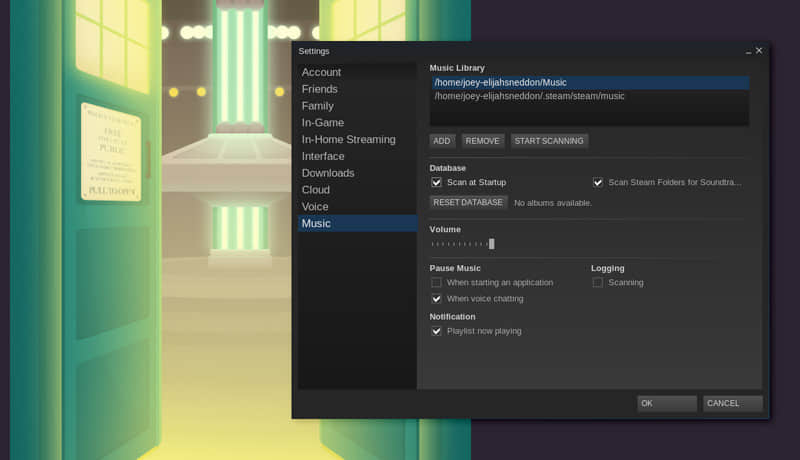 FREE
PUBLIC
PULL TO OPEN
Settings
Account
Friends
Family
In-Game
In-Home Streaming
Interface
Downloads
Cloud
Voice
Music
Music Library
/home/joey-elijahsneddon/Music
/home/joey-elijahsneddon/.steam/steam/music
ADD REMOVE START SCANNING
Database
Scan at Startup Scan Steam Folders for Soundtra...
RESET DATABASE No albums available.
Volume
Pause Music Logging
When starting an application Scanning
When voice chatting
Notification
Playlist now playing
OK CANCEL